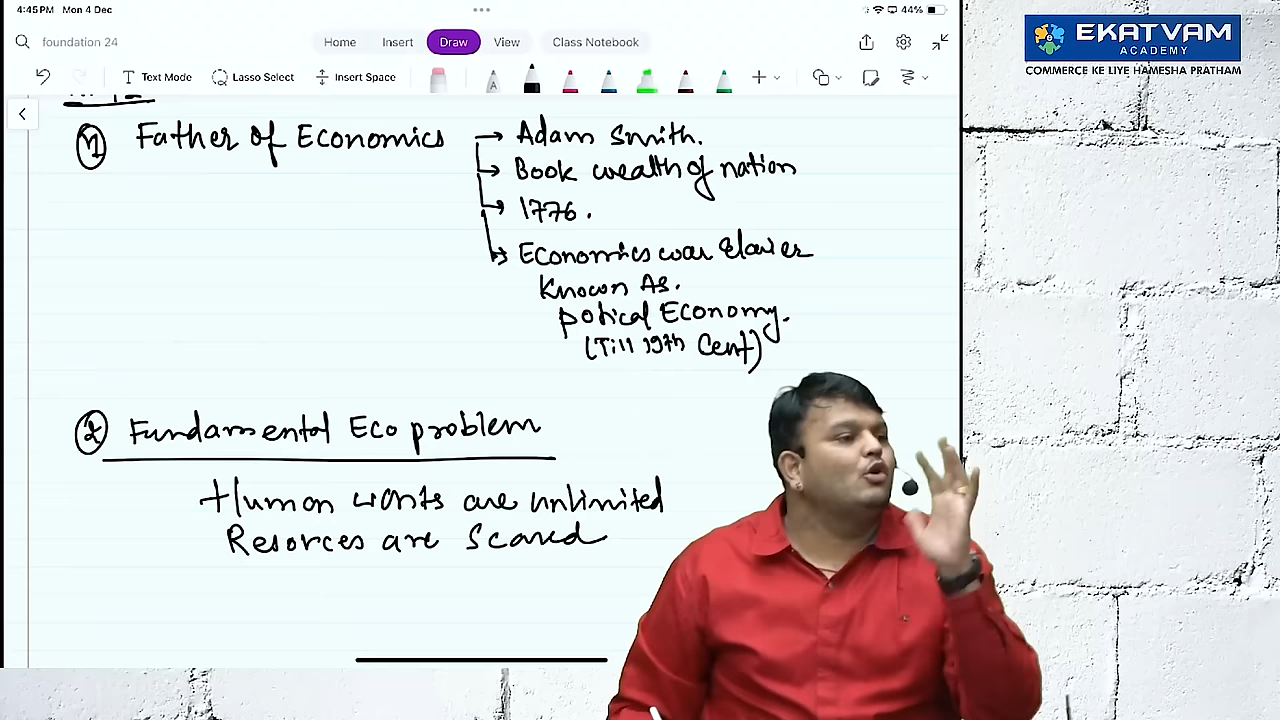 4:45 PM Mon 4 Dec
44%
EKATVAM
ACADEMY
COMMERCE KE LIYE HAMESHA PRATHAM
foundation 24
Home Insert Draw View Class Notebook
Text Mode Lasso Select Insert Space
1 Father of Economics
Adam Smith.
Book wealth of nation
1776.
Economics was
Known As.
potical Economy.
(Till 19th Cent)
2 Fundamental Eco problem
Human wants are unlimited
Resorces are Scared